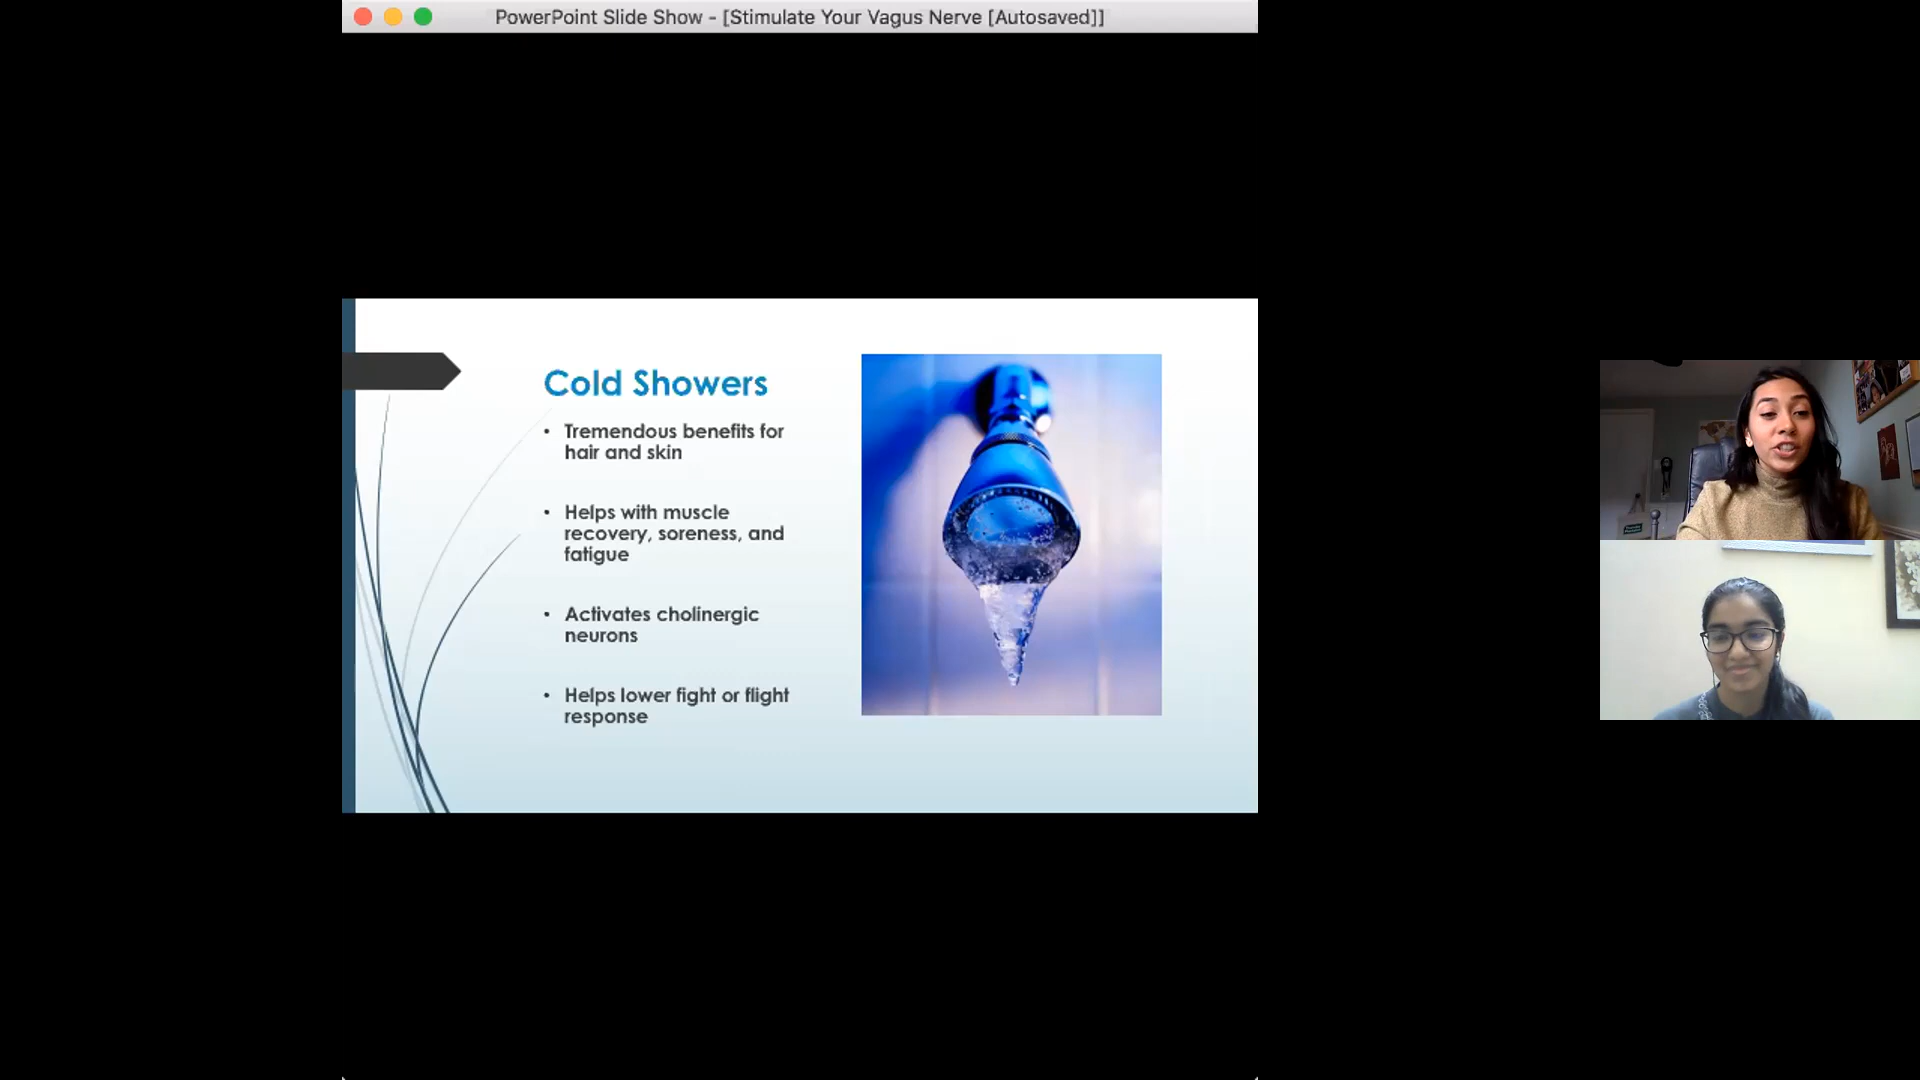 PowerPoint Slide Show - [Stimulate Your Vagus Nerve [Autosaved]]
Cold Showers
• Tremendous benefits for
hair and skin
• Helps with muscle
recovery, soreness, and
fatigue
• Activates cholinergic
neurons
• Helps lower fight or flight
response